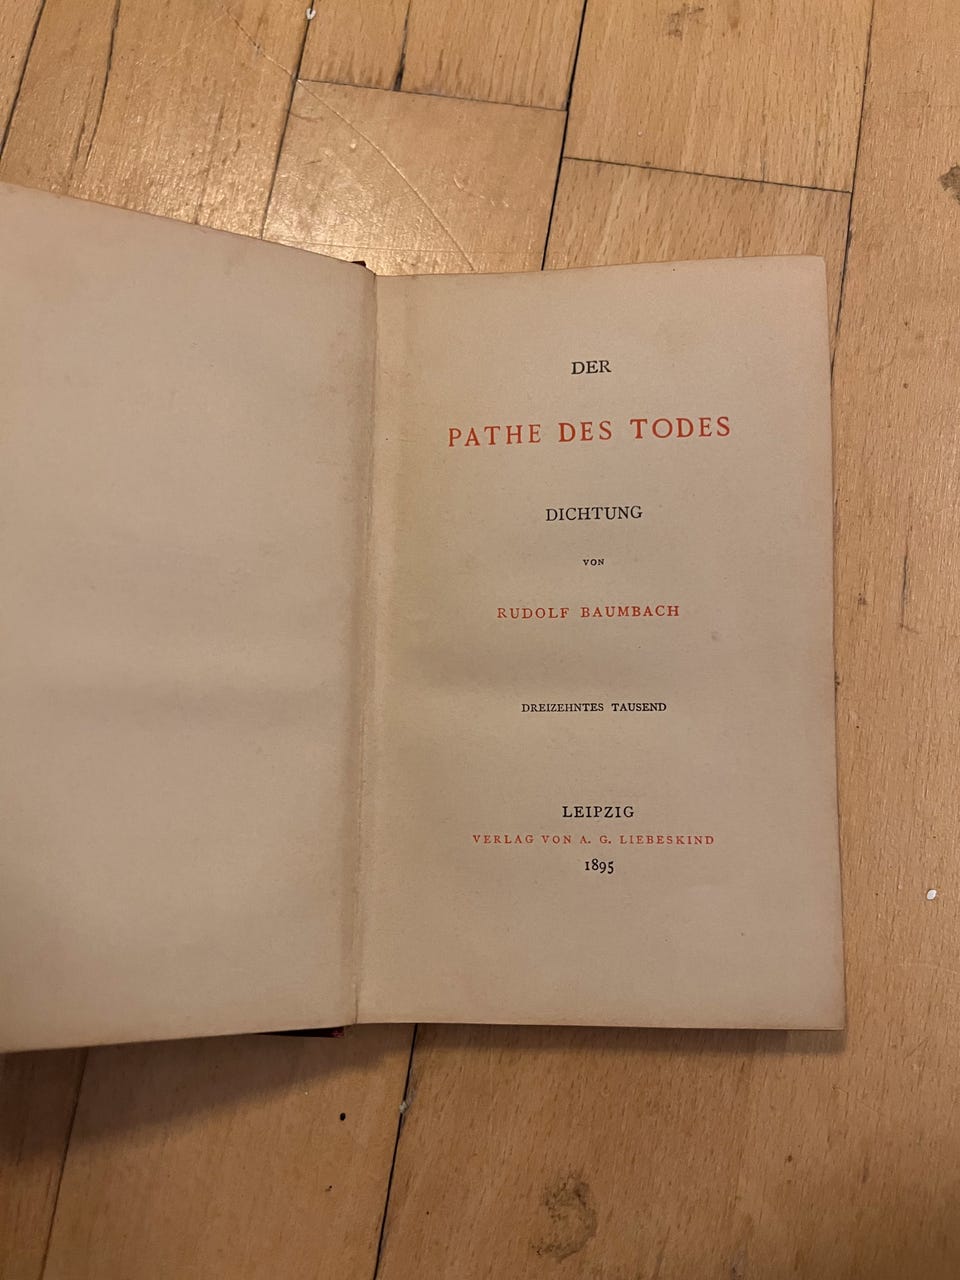 DER
PATHE DES TODES
DICHTUNG
VON
RUDOLF BAUMBACH
DREIZEHNTES TAUSEND
LEIPZIG
VERLAG VON A. G. LIEBESKIND
1895